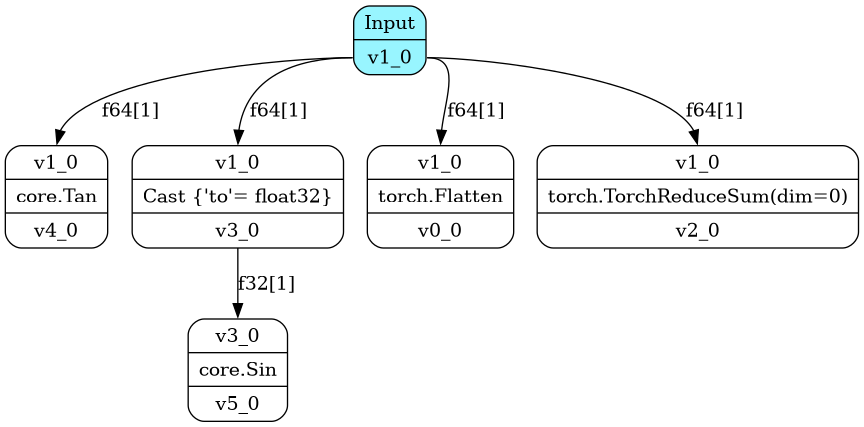 Input
v1_0
f64[1]
f64[1]
f64[1]
f64[1]
v1_0
core.Tan
v4_0
v1_0
Cast {'to'= float32}
v3_0
v1_0
torch.Flatten
v0_0
v1_0
torch.TorchReduceSum(dim=0)
v2_0
f32[1]
v3_0
core.Sin
v5_0